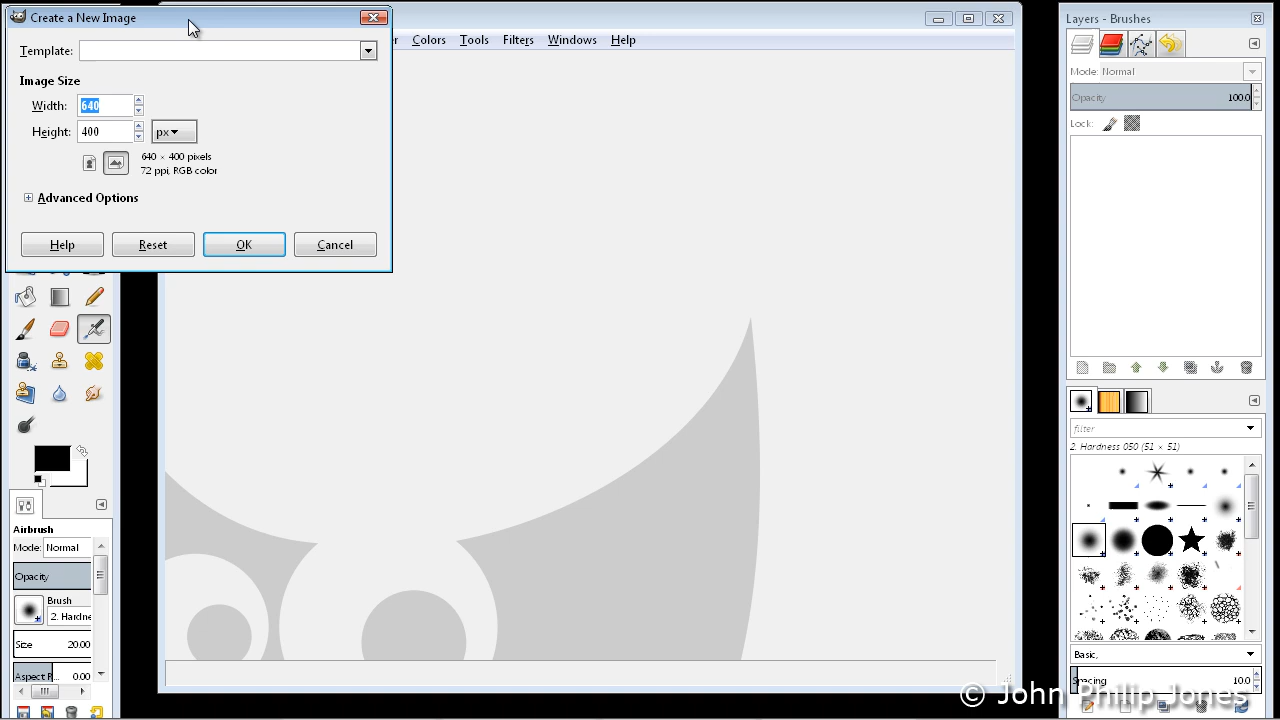 Create a New Image
Template:
Image Size
Width: 640
Height: 400 px
640 × 400 pixels
72 ppi, RGB color
Advanced Options
Help Reset OK Cancel
Colors Tools Filters Windows Help
Airbrush
Mode: Normal
Opacity
Brush
2. Hardne
Size 20.00
Aspect R... 0.00
Layers - Brushes
Mode: Normal
Opacity 100.0
Lock:
filter
2. Hardness 050 (51 × 51)
Basic,
Spacing 10.0
© John Philip Jones